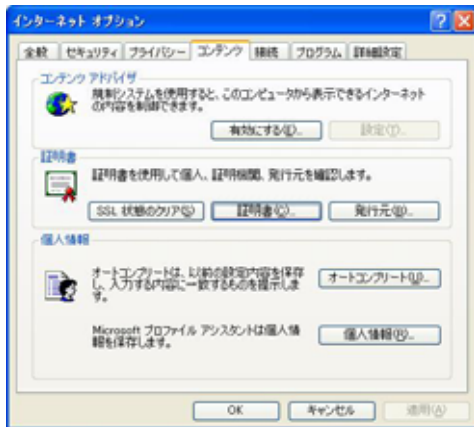 インターネット オプション
全般 セキュリティ プライバシー コンテンツ 接続 プログラム 詳細設定
コンテンツ アドバイザ
規制システムを使用すると、このコンピュータから表示できるインターネット
の内容を制御できます。
有効にする(E)... 設定(T)...
証明書
証明書を使用して個人、証明機関、発行元を確認します。
SSL 状態のクリア(S) 証明書(C)... 発行元(B)...
個人情報
オートコンプリートは、以前の設定内容を保存
し、入力する内容に一致するものを提示しま
す。
オートコンプリート(U)...
Microsoft プロファイル アシスタントは個人情
報を保存します。
個人情報(R)...
OK キャンセル 適用(A)